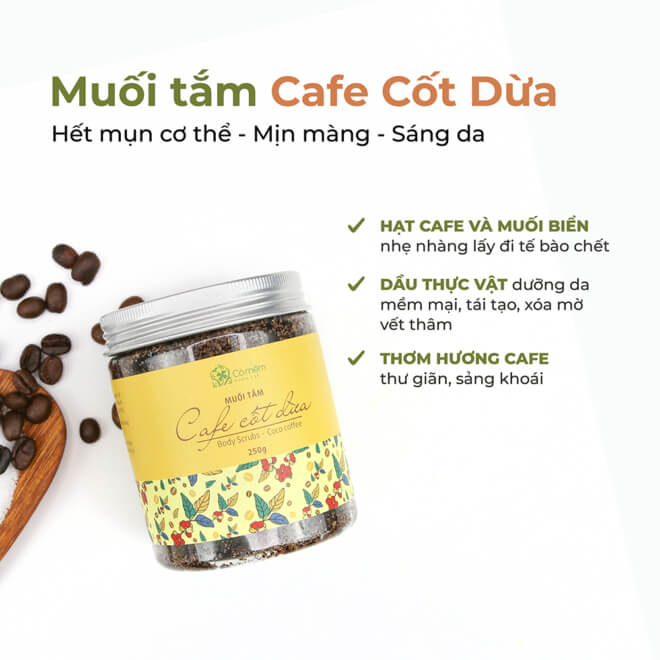 Muối tắm Cafe Cốt Dừa
Hết mụn cơ thể - Mịn màng - Sáng da
HẠT CAFE VÀ MUỐI BIỂN
nhẹ nhàng lấy đi tế bào chết
DẦU THỰC VẬT dưỡng da
mềm mại, tái tạo, xóa mờ
vết thâm
THƠM HƯƠNG CAFE
thư giãn, sảng khoái
Cỏ mềm
MUỐI TẮM
Cafe cốt dừa
Body Scrubs - Coco coffee
250g